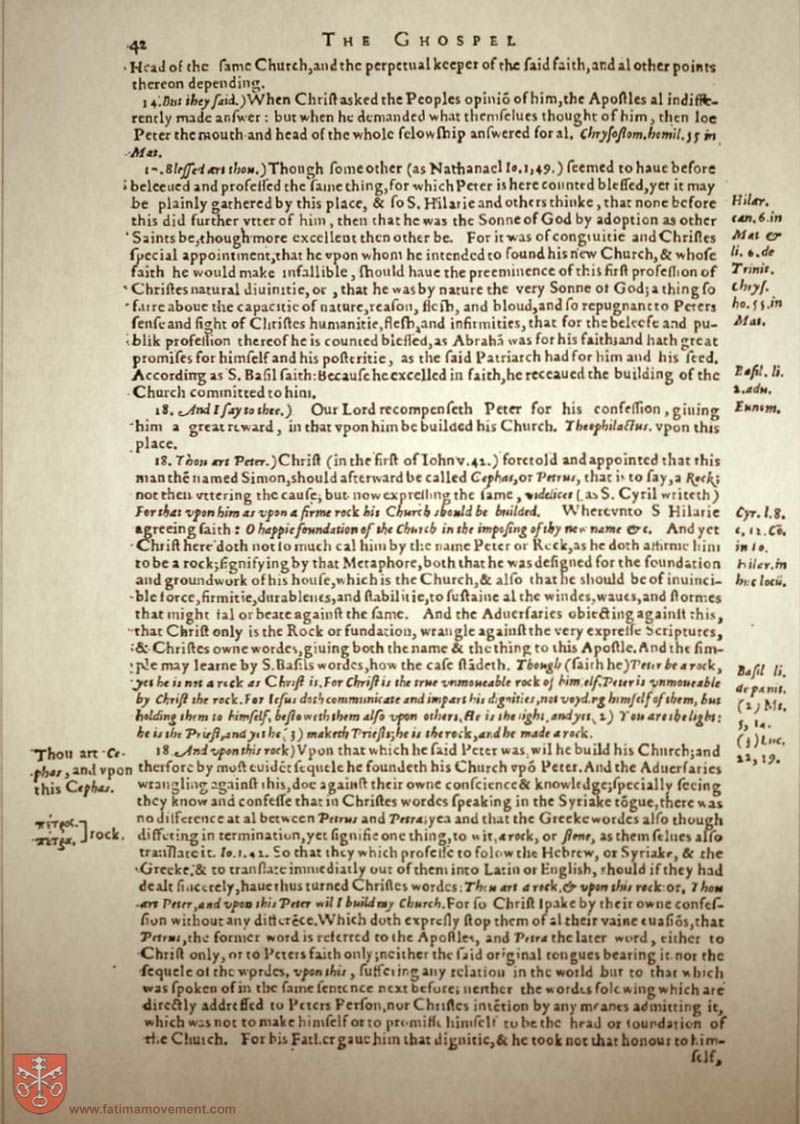 42
THE GHOSPEL
Head of the same Church, and the perpetual keeper of the said faith, and al other points
thereon depending.
14. But they said.) When Christ asked the Peoples opiniō of him, the Apostles al indiffe-
rently made answer: but when he demanded what themselues thought of him, then loe
Peter the mouth and head of the whole felowship answered for al. Chrysostom. homil. 55 in
Mat.
17. Blessed art thou.) Though some other (as Nathanael Io. 1, 49.) seemed to haue before
beleeued and professed the same thing, for which Peter is here counted blessed, yet it may
be plainly gathered by this place, & so S. Hilarie and others thinke, that none before
this did further vtter of him, then that he was the Sonne of God by adoption as other
Saints be, though more excellent then other be. For it was of congruitie and Christes
special appointment, that he vpon whom he intended to found his new Church, & whose
faith he would make infallible, should haue the preeminence of this first profession of
Christes natural diuinitie, or, that he was by nature the very Sonne of God; a thing so
farre aboue the capacitie of nature, reason, flesh, and bloud, and so repugnant to Peters
sense and sight of Christes humanitie, flesh, and infirmities, that for the beleefe and pu-
blik profession thereof he is counted blessed, as Abrahā was for his faith: and hath great
promises for himself and his posteritie, as the said Patriarch had for him and his seed.
According as S. Basil saith: Because he excelled in faith, he receaued the building of the
Church committed to him.
Hilar.
can. 6. in
Mat &
li. 6. de
Trinit.
Chrys.
ho. 55. in
Mat.
Basil. li.
2. adu.
Eunom.
18. And I say to thee.) Our Lord recompenseth Peter for his confession, giuing
him a great reward, in that vpon him he builded his Church. Theophilactus. vpon this
place.
18. Thou art Peter.) Christ (in the first of Iohn v. 42.) foretold and appointed that this
man thē named Simon, should afterward be called Cephas, or Petrus, that is to say, a Rock;
not then vttering the cause, but now expressing the same, videlicet (as S. Cyril writeth)
For that vpon him as vpon a firme rock his Church should be builded. Wherevnto S Hilarie
agreeing saith: O happie foundation of the Church in the imposing of thy new name &c. And yet
Christ here doth not so much cal him by the name Peter or Rock, as he doth affirme him
to be a rock; signifying by that Metaphore, both that he was designed for the foundation
and groundwork of his house, which is the Church, & also that he should be of inuinci-
ble force, firmitie, durablenes, and stabilitie, to sustaine al the windes, waues, and stormes
that might fal or beate against the same. And the Aduersaries obiecting against this,
that Christ only is the Rock or fundation, wrangle against the very expresse Scriptures,
& Christes owne wordes, giuing both the name & the thing to this Apostle. And the sim-
ple may learne by S. Basils wordes, how the case stādeth. Though (saith he) Peter be a rock,
yet he is not a rock as Christ is. For Christ is the true vnmoueable rock of himself, Peter is vnmoueable
by Christ the rock. For Iesus doth communicate and impart his dignities, not voyding himself of them, but
holding them to himself, bestoweth them also vpon others. He is the light, and yet, (2) You are the light:
he is the Priest, and yet he (3) maketh Priests; he is the rock, and he made a rock.
Cyr. l. 8.
c. 12. Cō.
in Io.
Hiler. in
hūc locū.
Basil li.
de pœnit.
(2) Mt.
5, 14.
(3) Luc.
22, 19.
Thou art Ce-
phas, and vpon
this Cephas.
πέτρος.
πέτρα. rock.
18 And vpon this rock) Vpon that which he said Peter was, wil he build his Church; and
therfore by most euidēt sequele he foundeth his Church vpō Peter. And the Aduersaries
wrangling against this, doe against their owne conscience & knowledge; specially seeing
they know and confesse that in Christes wordes speaking in the Syriake tōgue, there was
no difference at al between Petrus and Petra; yea and that the Greeke wordes also though
differing in termination, yet signifie one thing, to wit, a rock, or stone, as them selues also
translate it. Io. 1. 42. So that they which professe to folow the Hebrew, or Syriake, & the
Greeke, & to translate immediatly out of them into Latin or English, should if they had
dealt sincerely, haue thus turned Christes wordes: Thou art a rock, & vpon this rock: or, Thou
art Peter, and vpon this Peter wil I build my Church. For so Christ spake by their owne confes-
sion without any differēce. Which doth expresly stop them of al their vaine euasiōs, that
Petrus, the former word is referred to the Apostles, and Petra the later word, either to
Christ only, or to Peters faith only; neither the said original tongues bearing it, nor the
sequele of the wordes, vpon this, suffering any relation in the world but to that which
was spoken of in the same sentence next before; neither the wordes folowing which are
directly addressed to Peters Person, nor Christes intētion by any meanes admitting it,
which was not to make himself or to promisse himself to be the head or foundation of
the Church. For his Father gaue him that dignitie, & he took not that honour to him-
self,
www.fatimamovement.com